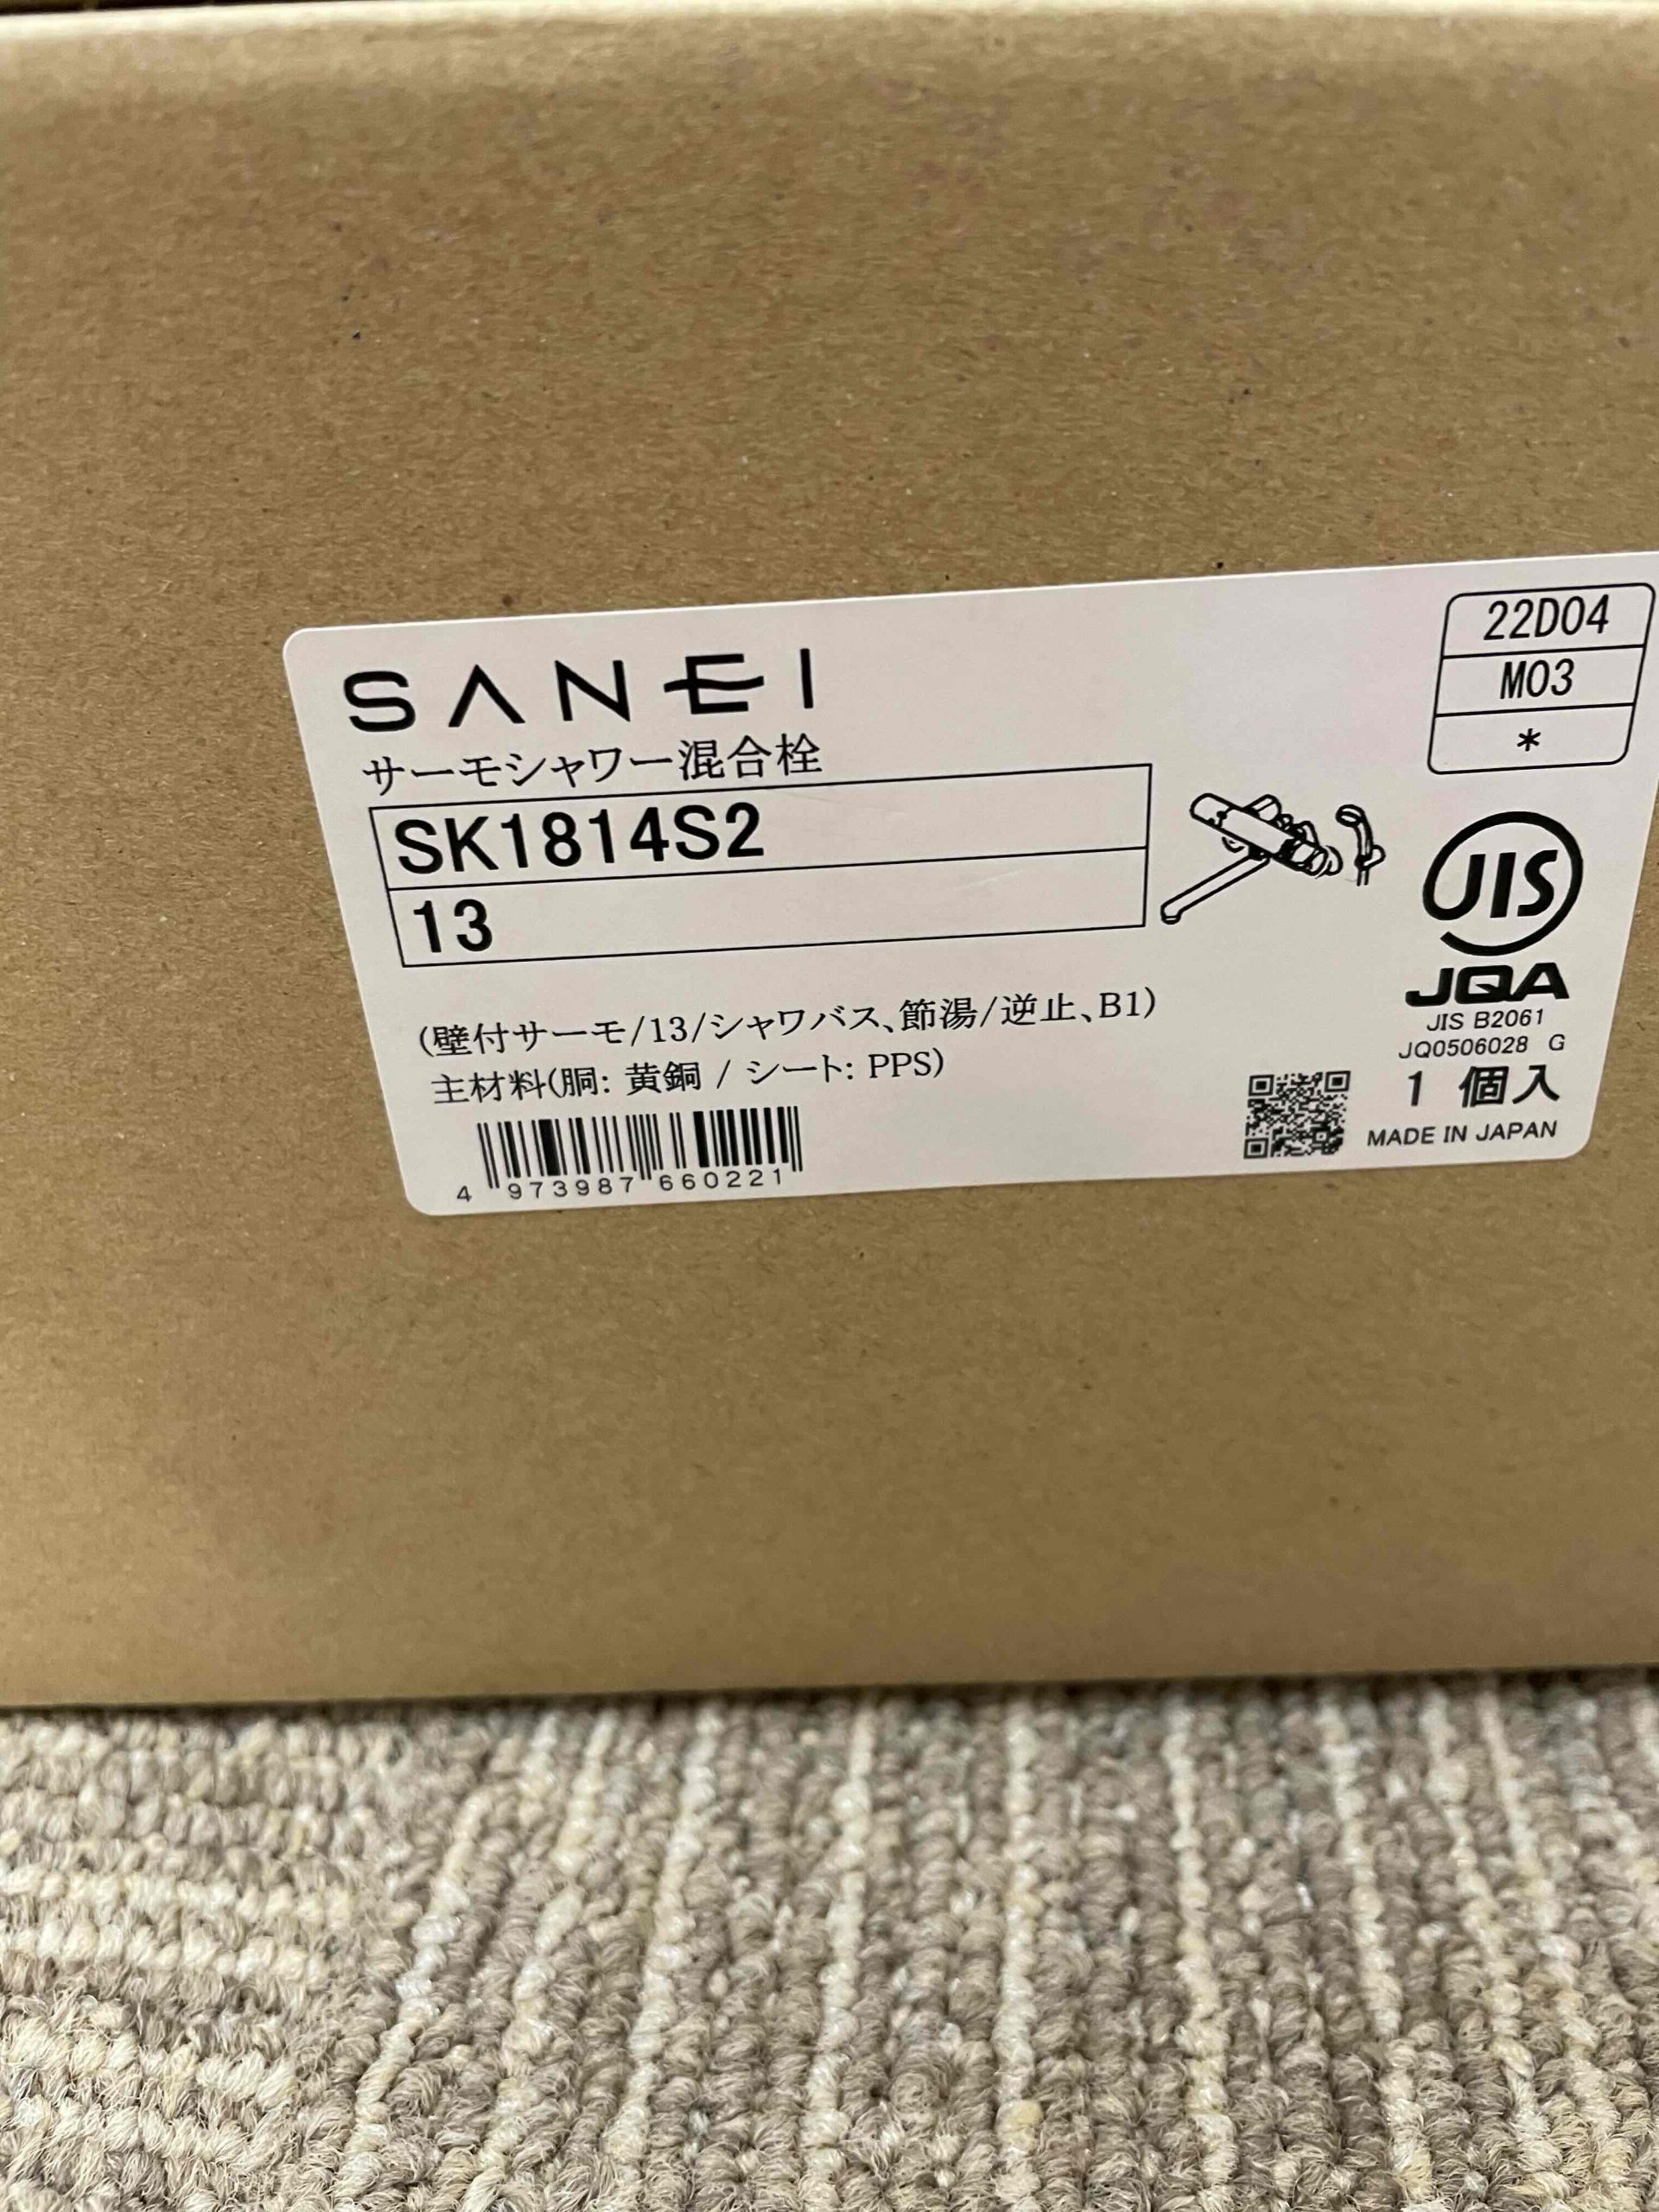 SANEI
サーモシャワー混合栓
SK1814S2
13
(壁付サーモ/13/シャワバス、節湯/逆止、B1)
主材料(胴: 黄銅 / シート: PPS)
4 973987 660221
22D04
M03
*
JIS
JQA
JIS B2061
JQ0506028 G
1 個入
MADE IN JAPAN